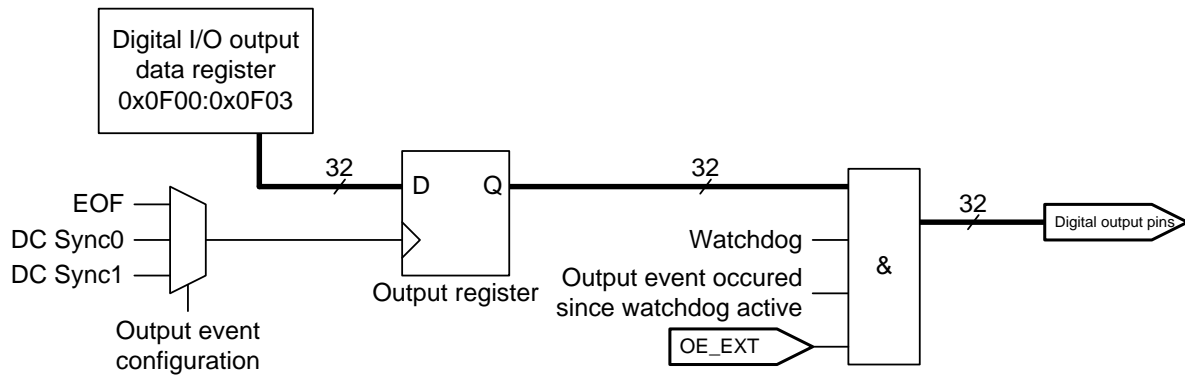 Digital I/O output
data register
0x0F00:0x0F03
32
D
Q
32
EOF
DC Sync0
DC Sync1
Output event
configuration
Output register
Watchdog
Output event occured
since watchdog active
OE_EXT
&
32
Digital output pins